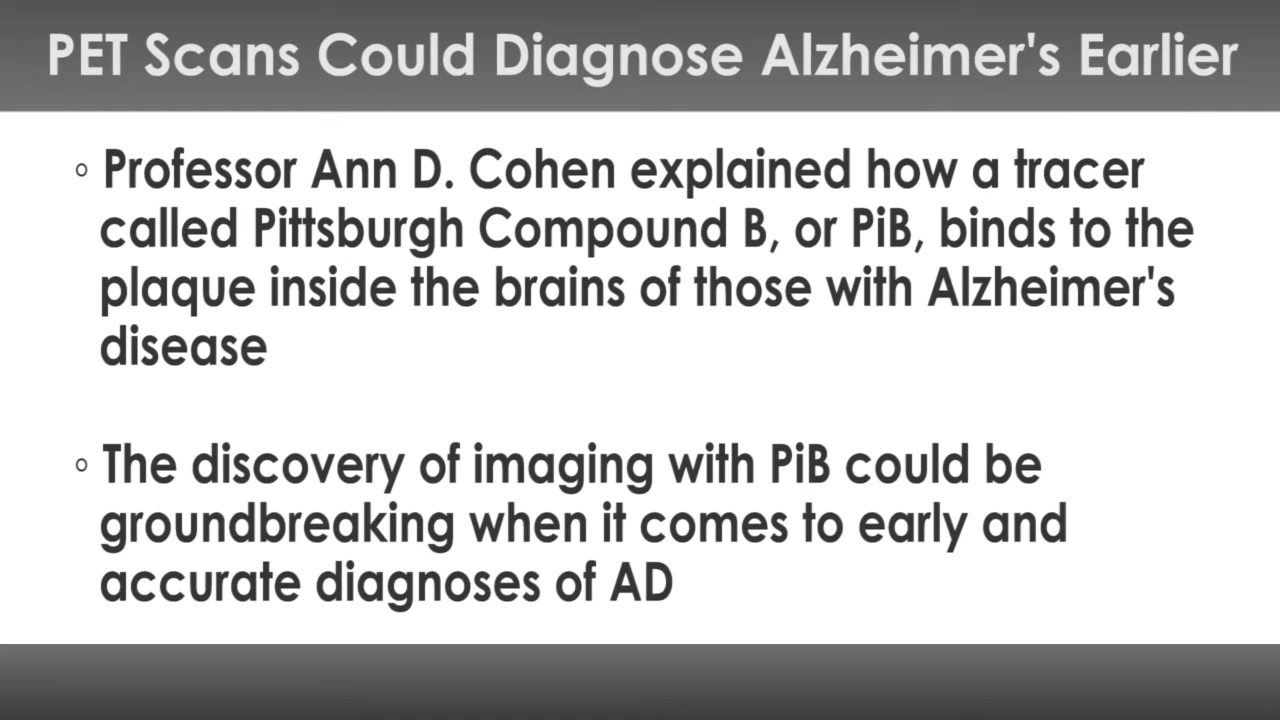 PET Scans Could Diagnose Alzheimer's Earlier
◦ Professor Ann D. Cohen explained how a tracer
called Pittsburgh Compound B, or PiB, binds to the
plaque inside the brains of those with Alzheimer's
disease
◦ The discovery of imaging with PiB could be
groundbreaking when it comes to early and
accurate diagnoses of AD